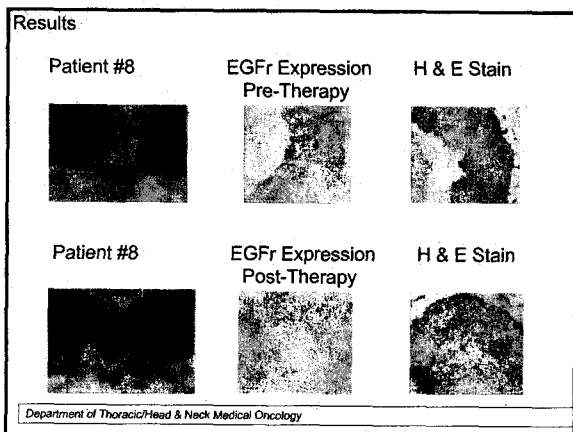 Results
Patient #8
EGFr Expression
Pre-Therapy
H & E Stain
Patient #8
EGFr Expression
Post-Therapy
H & E Stain
Department of Thoracic/Head & Neck Medical Oncology